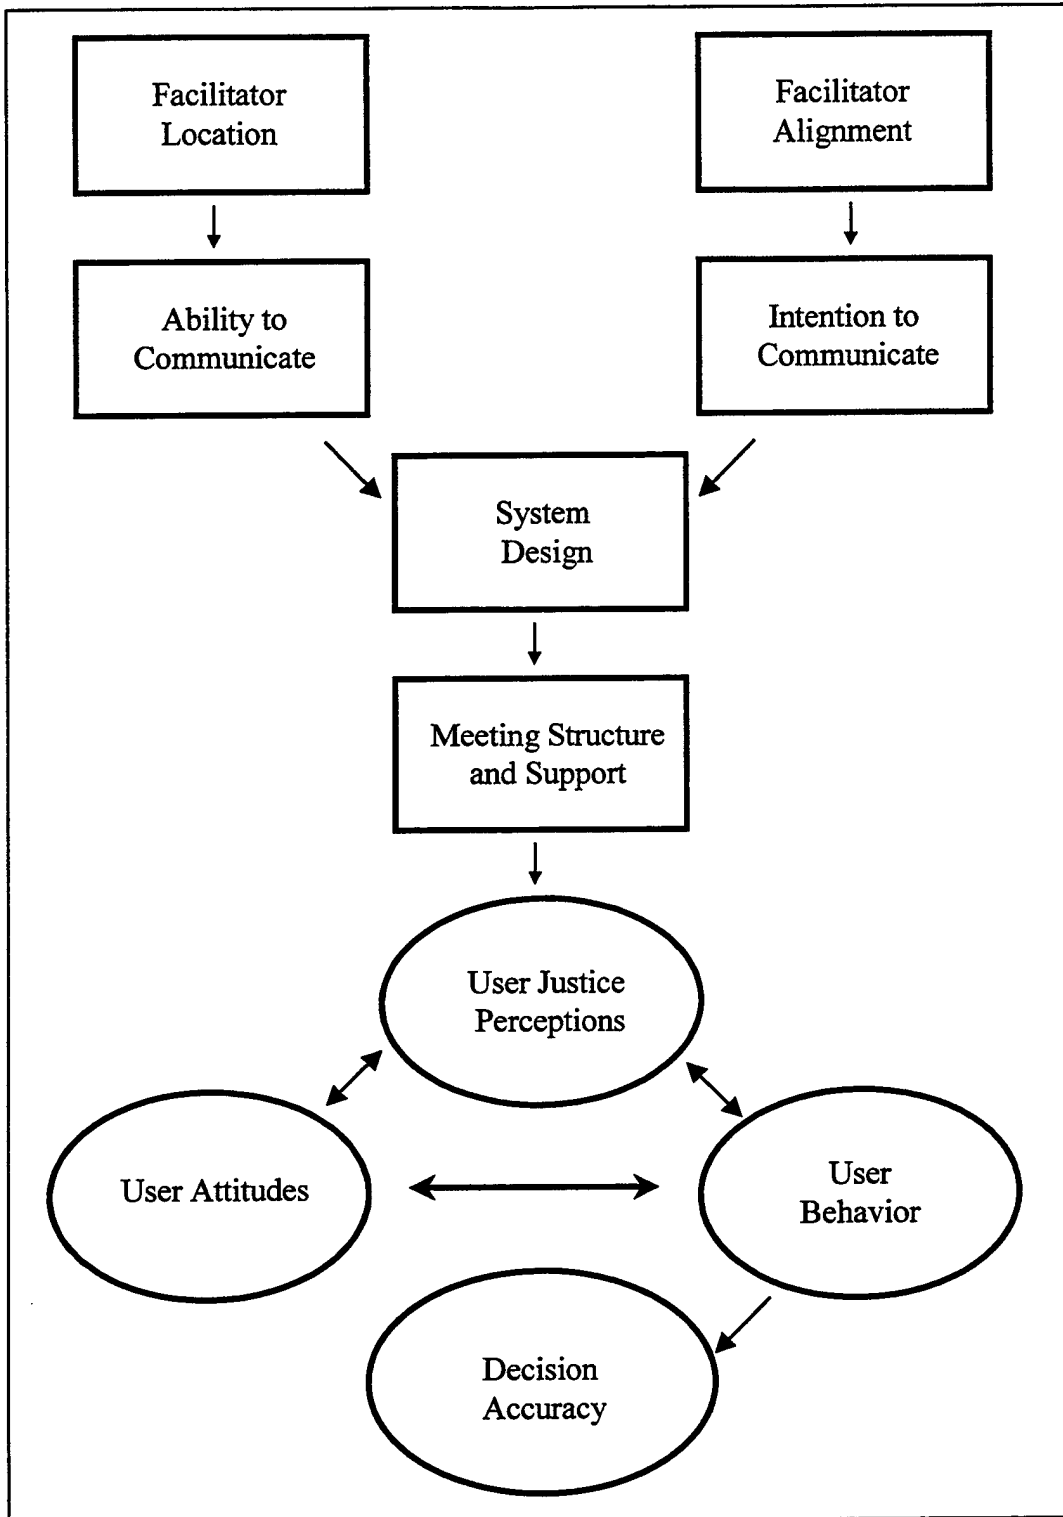 Facilitator
Location
Facilitator
Alignment
Ability to
Communicate
Intention to
Communicate
System
Design
Meeting Structure
and Support
User Justice
Perceptions
User Attitudes
User
Behavior
Decision
Accuracy